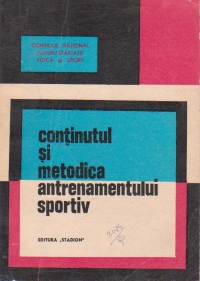 CONSILIUL NAȚIONAL
PENTRU EDUCAȚIE
FIZICĂ ȘI SPORT
conținutul
și
metodica
antrenamentului
sportiv
EDITURA „STADION"